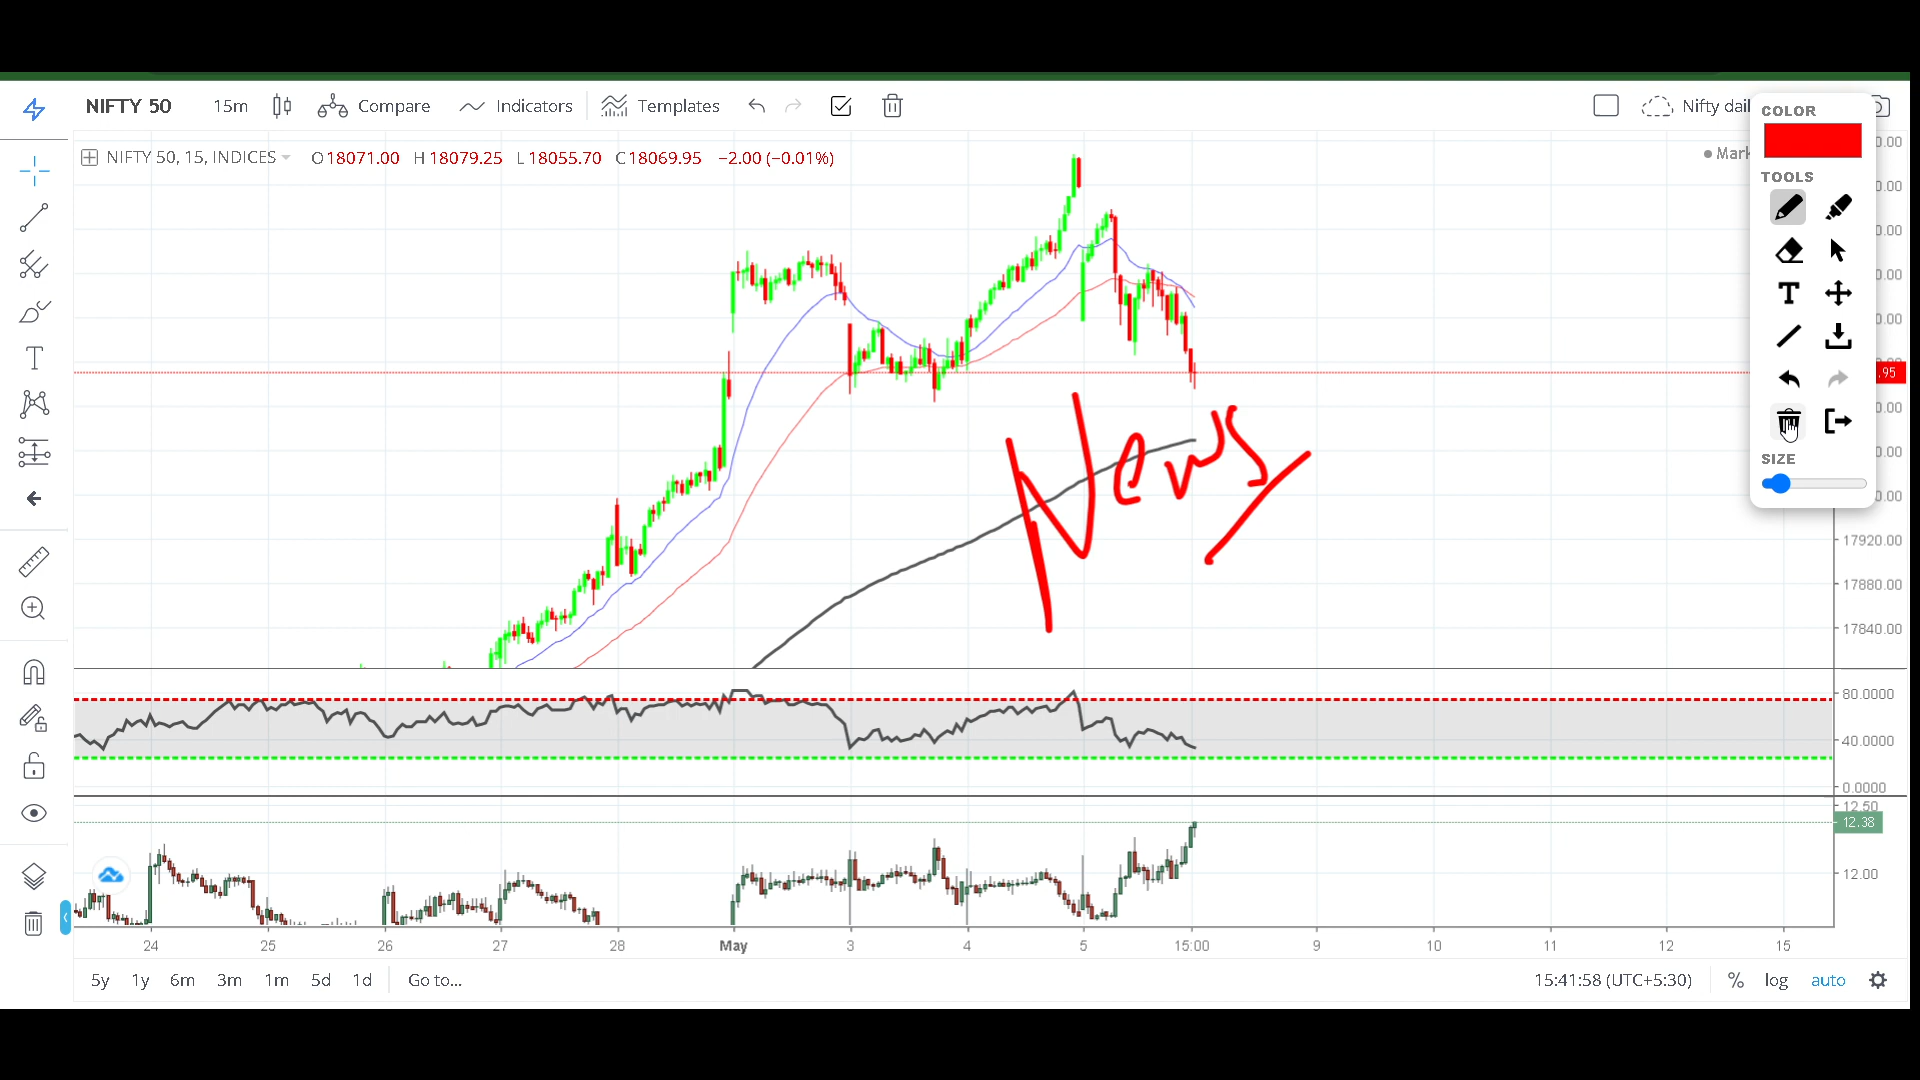 NIFTY 50 15m Compare Indicators Templates Nifty dail
COLOR
NIFTY 50, 15, INDICES O18071.00 H18079.25 L18055.70 C18069.95 −2.00 (−0.01%)
Mark
TOOLS
T
.95
News
SIZE
17920.00
17880.00
17840.00
80.0000
40.0000
0.0000
12.50
12.38
12.00
24 25 26 27 28 May 3 4 5 15:00 9 10 11 12 15
5y 1y 6m 3m 1m 5d 1d Go to... 15:41:58 (UTC+5:30) % log auto